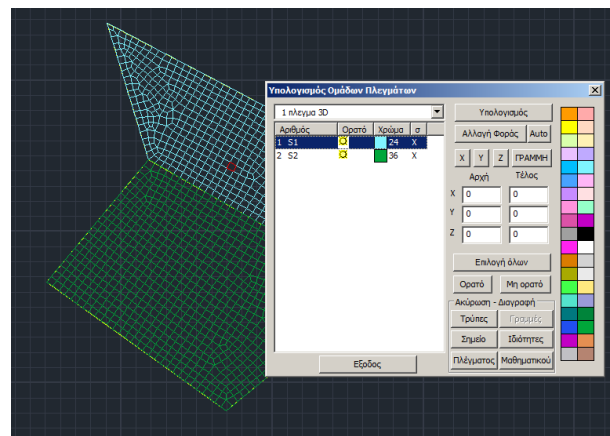 Υπολογισμός Ομάδων Πλεγμάτων
1 πλεγμα 3D
Υπολογισμός
Αριθμός Ορατό Χρώμα σ
Αλλαγή Φοράς Auto
1 S1 24 X
2 S2 36 X
X Y Z ΓΡΑΜΜΗ
Αρχή Τέλος
X 0 0
Y 0 0
Z 0 0
Επιλογή όλων
Ορατό Μη ορατό
Ακύρωση - Διαγραφή
Τρύπες Γραμμές
Σημείο Ιδιότητες
Πλέγματος Μαθηματικού
Εξοδος